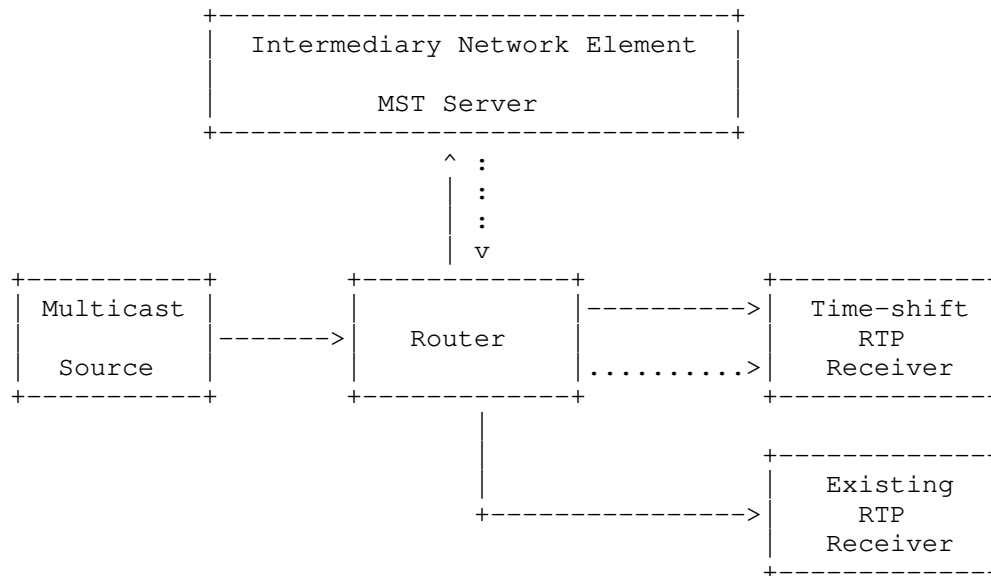 Intermediary Network Element
MST Server
Multicast
Source
Router
Time-shift
RTP
Receiver
Existing
RTP
Receiver